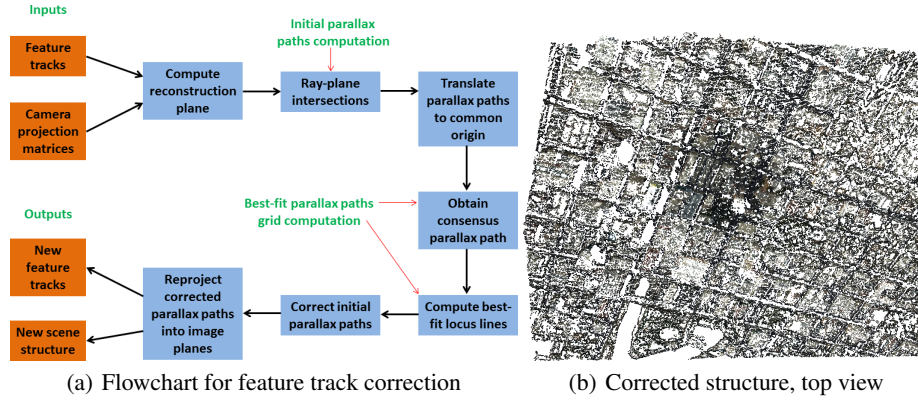 Inputs
Feature
tracks
Camera
projection
matrices
Compute
reconstruction
plane
Initial parallax
paths computation
Ray-plane
intersections
Translate
parallax paths
to common
origin
Best-fit parallax paths
grid computation
Obtain
consensus
parallax path
Compute best-
fit locus lines
Correct initial
parallax paths
Reproject
corrected
parallax paths
into image
planes
Outputs
New
feature
tracks
New scene
structure
(a) Flowchart for feature track correction
(b) Corrected structure, top view